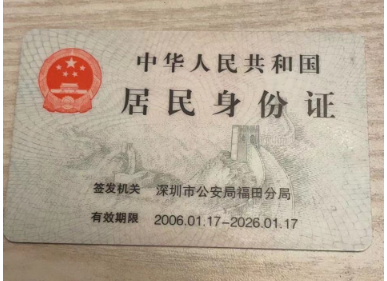 中华人民共和国
居民身份证
签发机关 深圳市公安局福田分局
有效期限 2006.01.17-2026.01.17